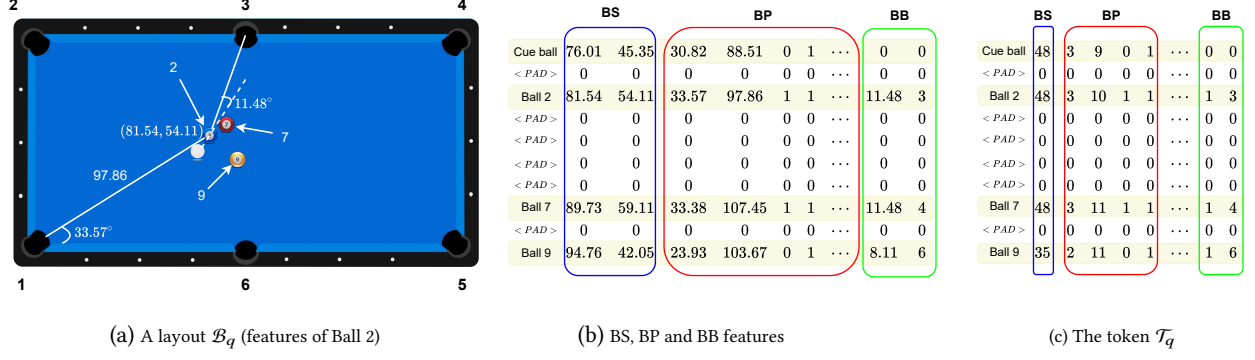 2 3 4
2
11.48°
(81.54, 54.11)
7
7
97.86
9
9
33.57°
1 6 5
(a) A layout ℬ_q (features of Ball 2)
BS BP BB
Cue ball 76.01 45.35 30.82 88.51 0 1 ··· 0 0
< PAD > 0 0 0 0 0 0 ··· 0 0
Ball 2 81.54 54.11 33.57 97.86 1 1 ··· 11.48 3
< PAD > 0 0 0 0 0 0 ··· 0 0
< PAD > 0 0 0 0 0 0 ··· 0 0
< PAD > 0 0 0 0 0 0 ··· 0 0
< PAD > 0 0 0 0 0 0 ··· 0 0
Ball 7 89.73 59.11 33.38 107.45 1 1 ··· 11.48 4
< PAD > 0 0 0 0 0 0 ··· 0 0
Ball 9 94.76 42.05 23.93 103.67 0 1 ··· 8.11 6
(b) BS, BP and BB features
BS BP BB
Cue ball 48 3 9 0 1 ··· 0 0
< PAD > 0 0 0 0 0 ··· 0 0
Ball 2 48 3 10 1 1 ··· 1 3
< PAD > 0 0 0 0 0 ··· 0 0
< PAD > 0 0 0 0 0 ··· 0 0
< PAD > 0 0 0 0 0 ··· 0 0
< PAD > 0 0 0 0 0 ··· 0 0
Ball 7 48 3 11 1 1 ··· 1 4
< PAD > 0 0 0 0 0 ··· 0 0
Ball 9 35 2 11 0 1 ··· 1 6
(c) The token 𝒯_q